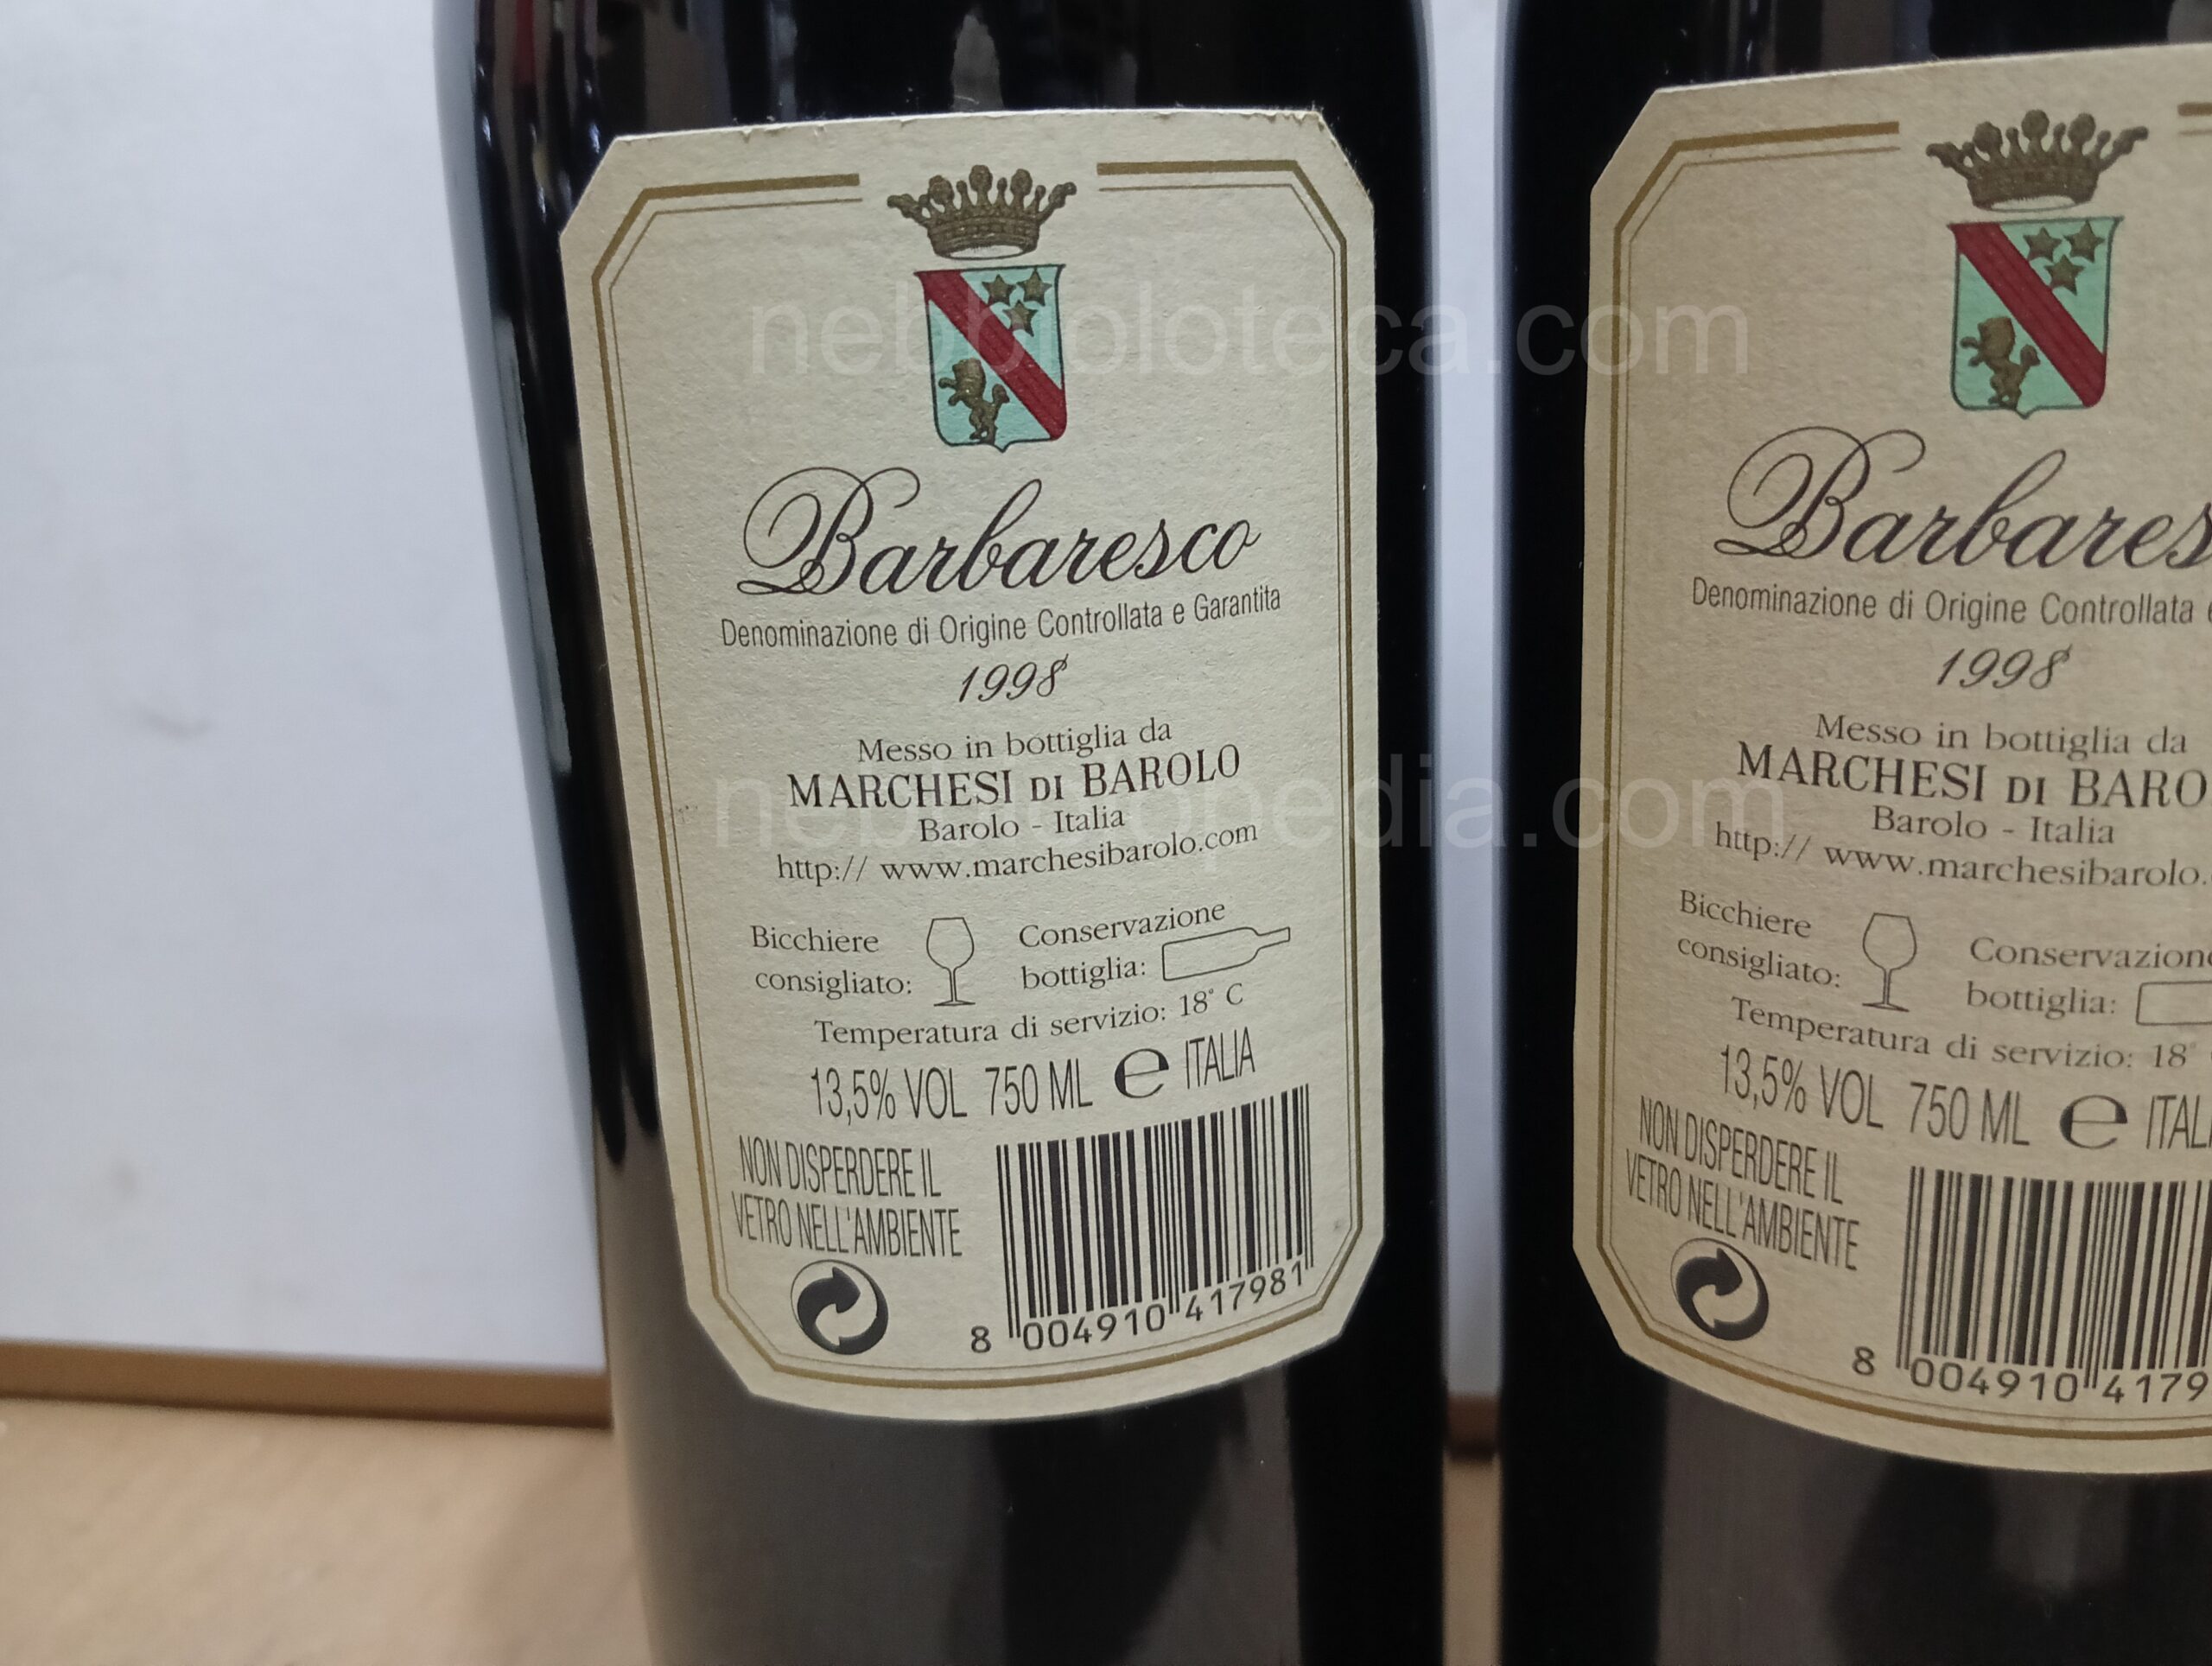 Barbaresco
Denominazione di Origine Controllata e Garantita
1998
Messo in bottiglia da
MARCHESI DI BAROLO
Barolo - Italia
http:// www.marchesibarolo.com
Bicchiere
consigliato:
Conservazione
bottiglia:
Temperatura di servizio: 18° C
13,5% VOL 750 ML e ITALIA
NON DISPERDERE IL
VETRO NELL'AMBIENTE
8 004910 417981
Barbares
Denominazione di Origine Controllata
1998
Messo in bottiglia da
MARCHESI DI BARO
Barolo - Italia
http:// www.marchesibarolo.
Bicchiere
consigliato:
Conservazion
bottiglia:
Temperatura di servizio: 18°
13,5% VOL 750 ML e ITAL
NON DISPERDERE IL
VETRO NELL'AMBIENTE
8 004910 4179
nebbioloteca.com
nebbiolopedia.com